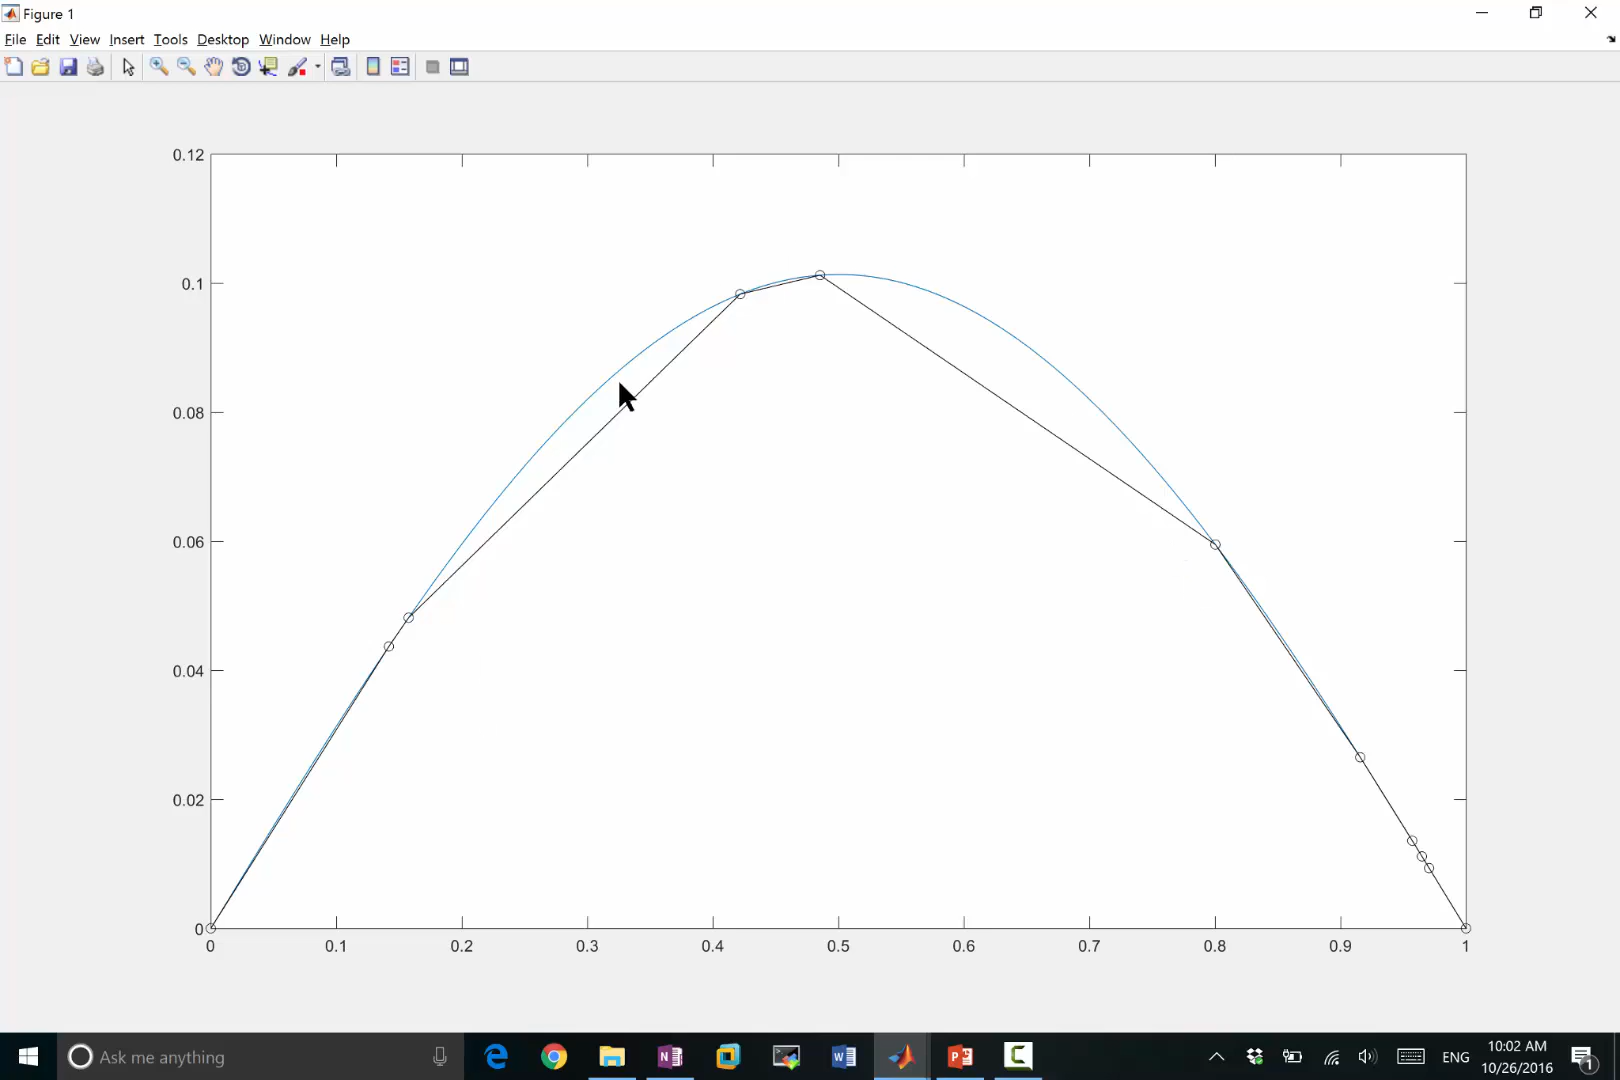 Figure 1
File Edit View Insert Tools Desktop Window Help
0.12
0.1
0.08
0.06
0.04
0.02
0
0 0.1 0.2 0.3 0.4 0.5 0.6 0.7 0.8 0.9 1
Ask me anything
N
W
P
C
ENG
10:02 AM
10/26/2016
1